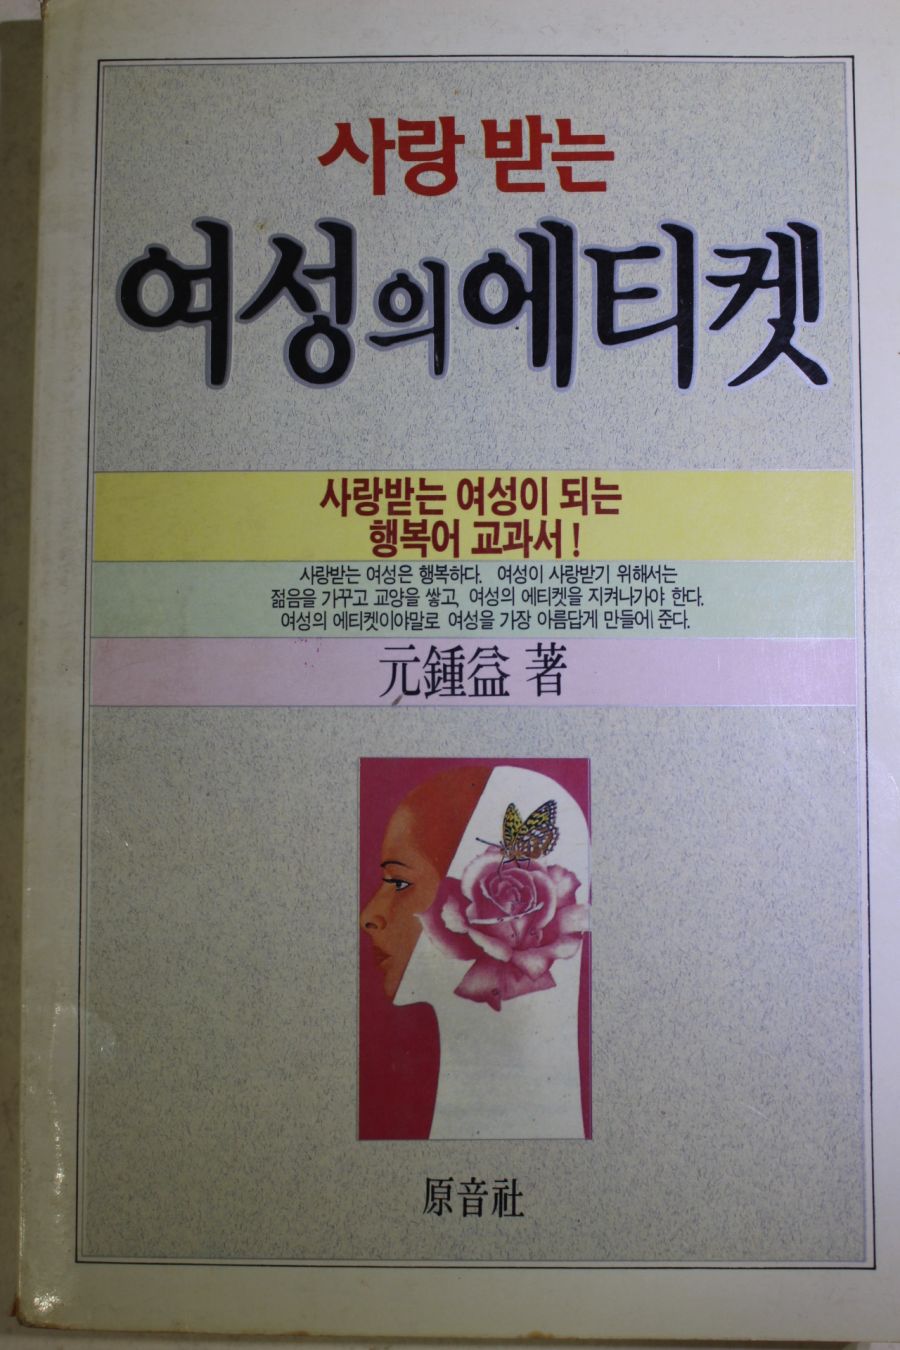 사랑 받는
여성의에티켓
사랑받는 여성이 되는
행복어 교과서!
사랑받는 여성은 행복하다. 여성이 사랑받기 위해서는
젊음을 가꾸고 교양을 쌓고, 여성의 에티켓을 지켜나가야 한다.
여성의 에티켓이야말로 여성을 가장 아름답게 만들어 준다.
元鍾益 著
原音社